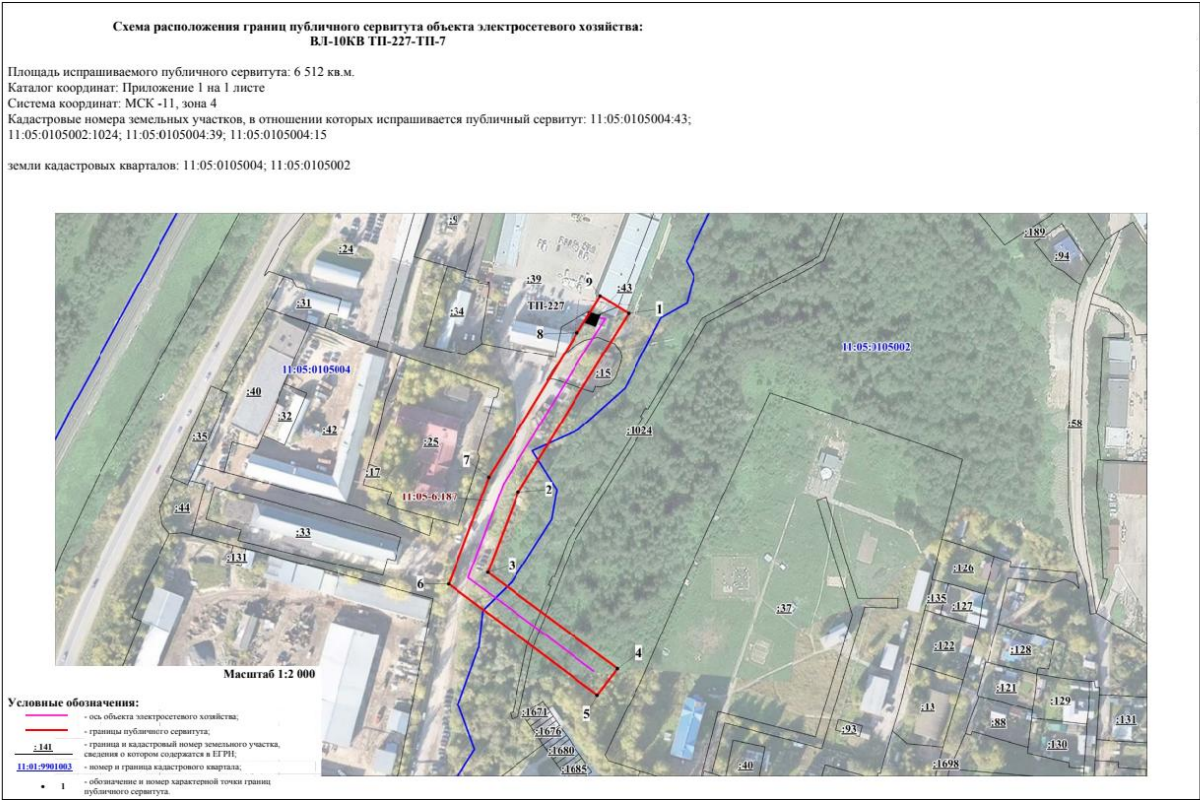 Схема расположения границ публичного сервитута объекта электросетевого хозяйства:
ВЛ-10КВ ТП-227-ТП-7
Площадь испрашиваемого публичного сервитута: 6 512 кв.м.
Каталог координат: Приложение 1 на 1 листе
Система координат: МСК -11, зона 4
Кадастровые номера земельных участков, в отношении которых испрашивается публичный сервитут: 11:05:0105004:43;
11:05:0105002:1024; 11:05:0105004:39; 11:05:0105004:15
земли кадастровых кварталов: 11:05:0105004; 11:05:0105002
:9
:24
:189
:94
:39
9
:43
:31
ТП-227
1
:34
8
11:05:0105002
11:05:0105004
:15
:40
:32
:42
:35
:25
:1024
:58
7
:17
2
11:05-6.187
:44
:33
:131
3
6
:126
:135
:127
:37
:122
:128
4
:121
:129
5
:1671
:13
:88
:131
:1676
:93
:130
:1680
:1685
:40
:1698
Масштаб 1:2 000
Условные обозначения:
- ось объекта электросетевого хозяйства;
- границы публичного сервитута;
: 141 - граница и кадастровый номер земельного участка,
сведения о котором содержатся в ЕГРН;
11:01:9901003 - номер и граница кадастрового квартала;
• 1 - обозначение и номер характерной точки границ
публичного сервитута.